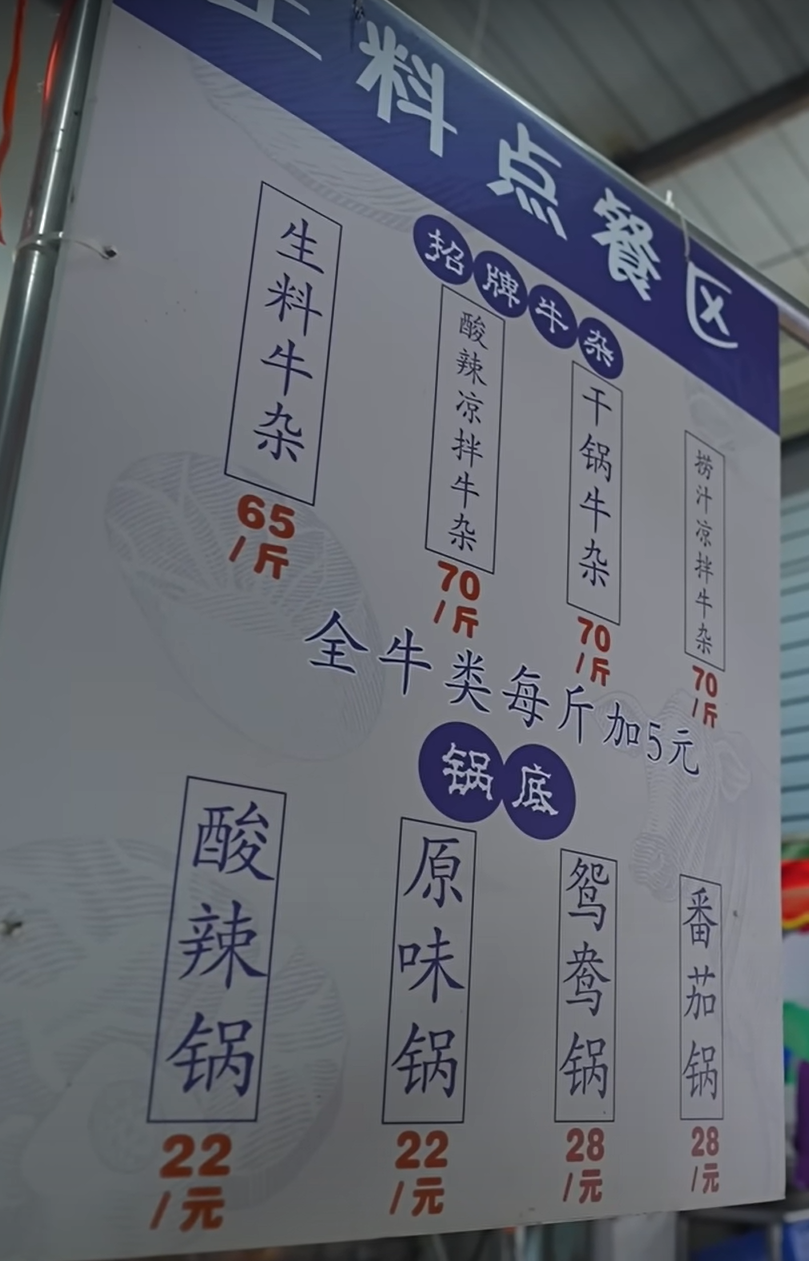 生料点餐区
招牌牛杂
生料牛杂
65
/斤
酸辣凉拌牛杂
70
/斤
干锅牛杂
70
/斤
捞汁凉拌牛杂
70
/斤
全牛类每斤加5元
锅底
酸辣锅
22
/元
原味锅
22
/元
鸳鸯锅
28
/元
番茄锅
28
/元